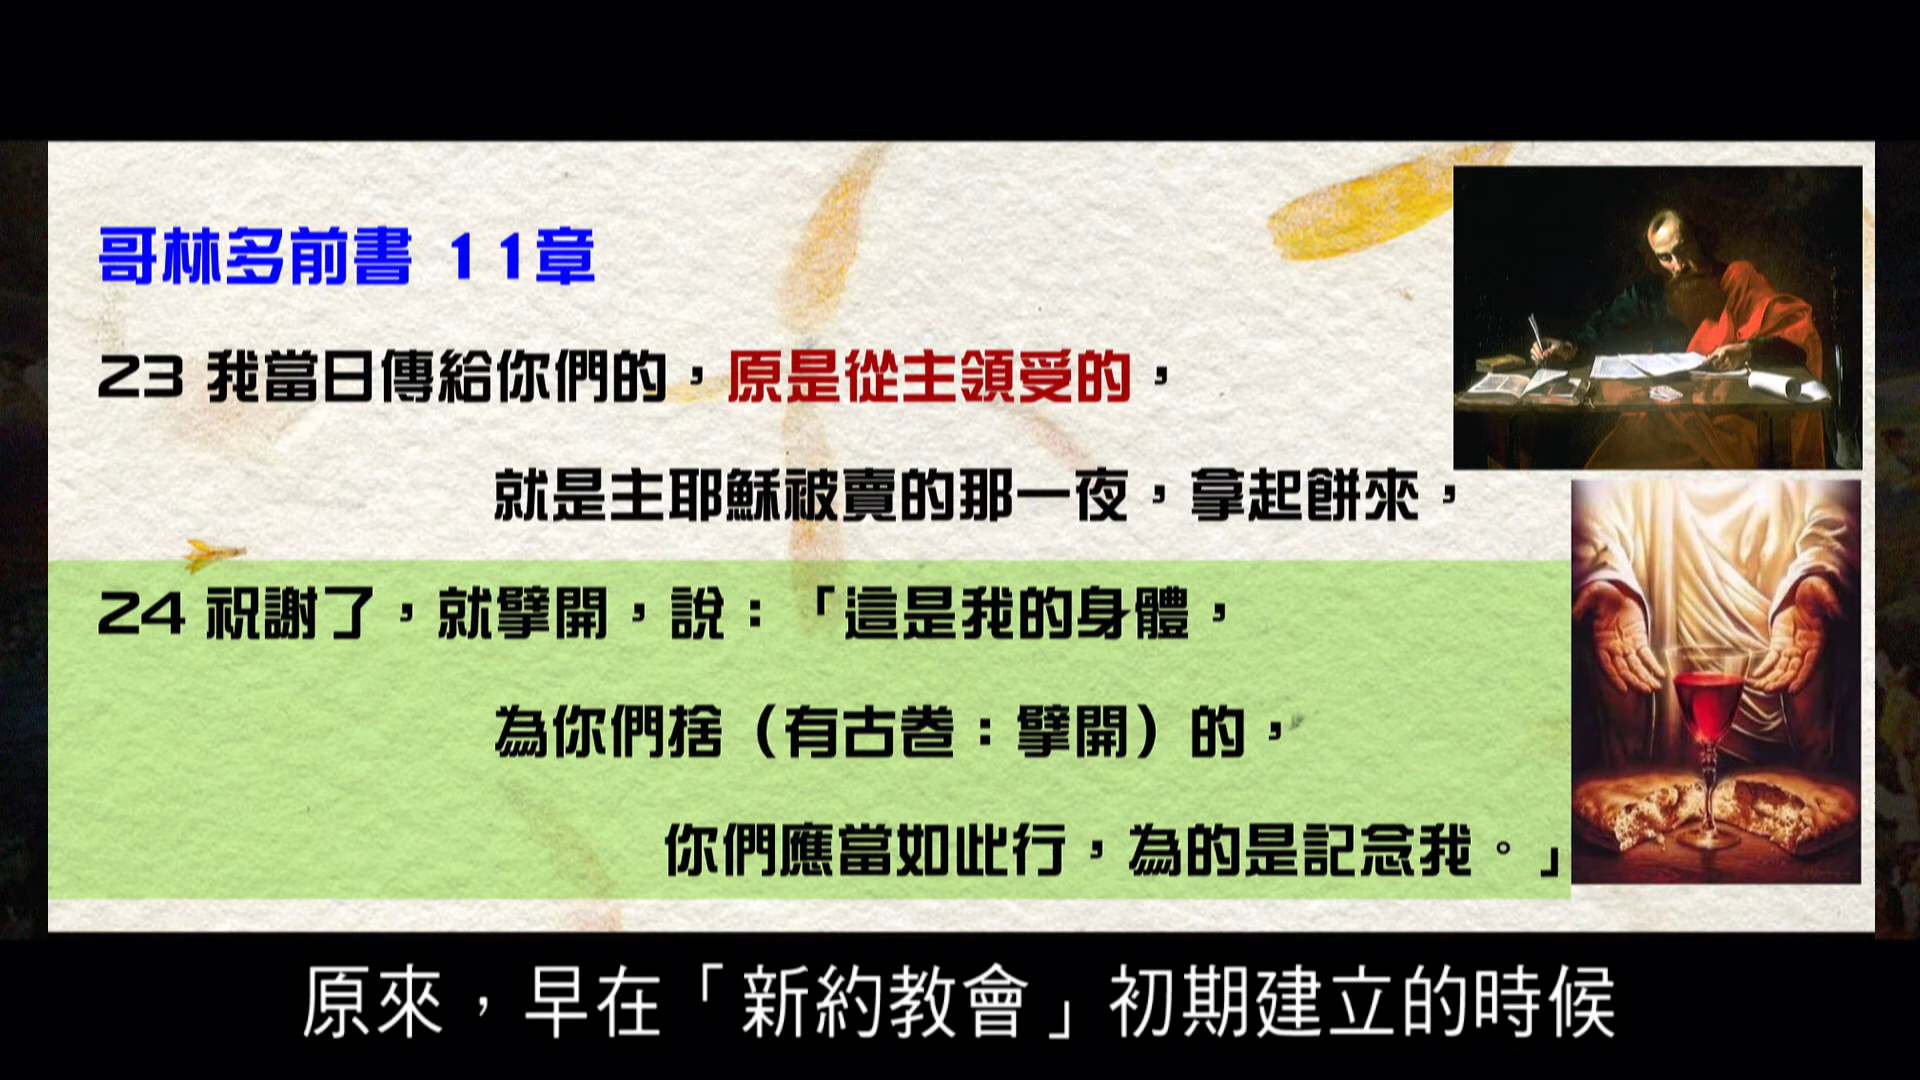 哥林多前書 11章
23 我當日傳給你們的，原是從主領受的，
就是主耶穌被賣的那一夜，拿起餅來，
24 祝謝了，就擘開，說：「這是我的身體，
為你們捨（有古卷：擘開）的，
你們應當如此行，為的是記念我。」
原來，早在「新約教會」初期建立的時候